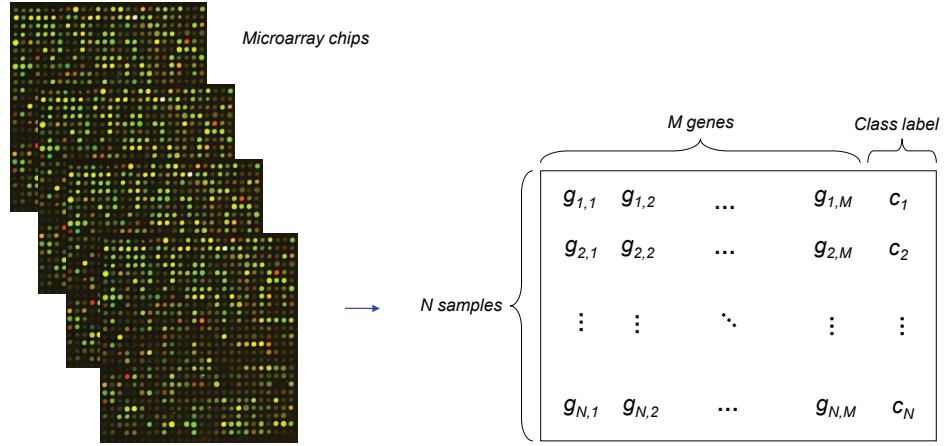 Microarray chips
M genes Class label
g1,1 g1,2 ... g1,M c1
g2,1 g2,2 ... g2,M c2
N samples
⋮ ⋮ ⋱ ⋮ ⋮
gN,1 gN,2 ... gN,M cN